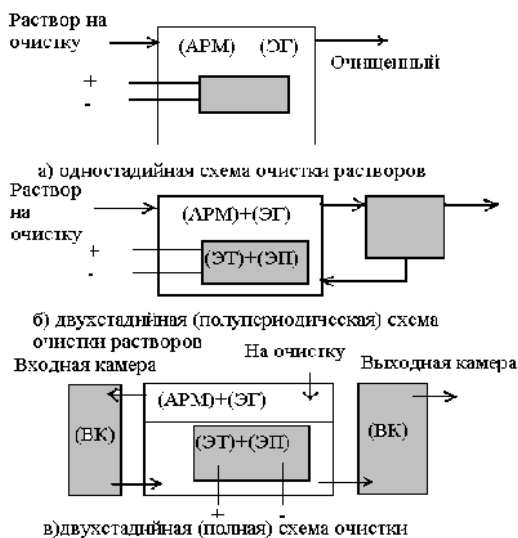 Раствор на
очистку
(АРМ) (ЭГ)
Очищенный
+
-
а) одностадийная схема очистки растворов
Раствор
на
очистку
(АРМ)+(ЭГ)
+
-
(ЭТ)+(ЭП)
б) двухстадийная (полупериодическая) схема
очистки растворов
На очистку
Входная камера
Выходная камера
(АРМ)+(ЭГ)
(ВК)
(ЭТ)+(ЭП)
(ВК)
+ -
в)двухстадийная (полная) схема очистки